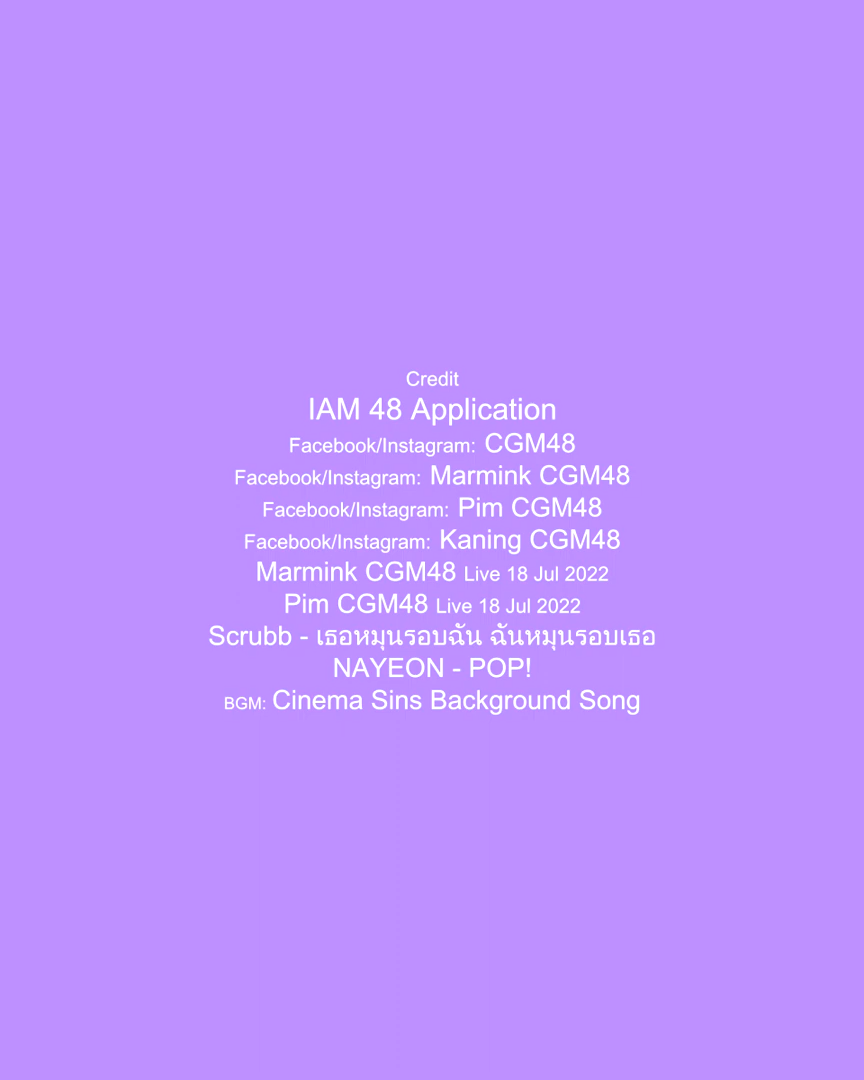 Credit
IAM 48 Application
Facebook/Instagram: CGM48
Facebook/Instagram: Marmink CGM48
Facebook/Instagram: Pim CGM48
Facebook/Instagram: Kaning CGM48
Marmink CGM48 Live 18 Jul 2022
Pim CGM48 Live 18 Jul 2022
Scrubb - เธอหมุนรอบฉัน ฉันหมุนรอบเธอ
NAYEON - POP!
BGM: Cinema Sins Background Song